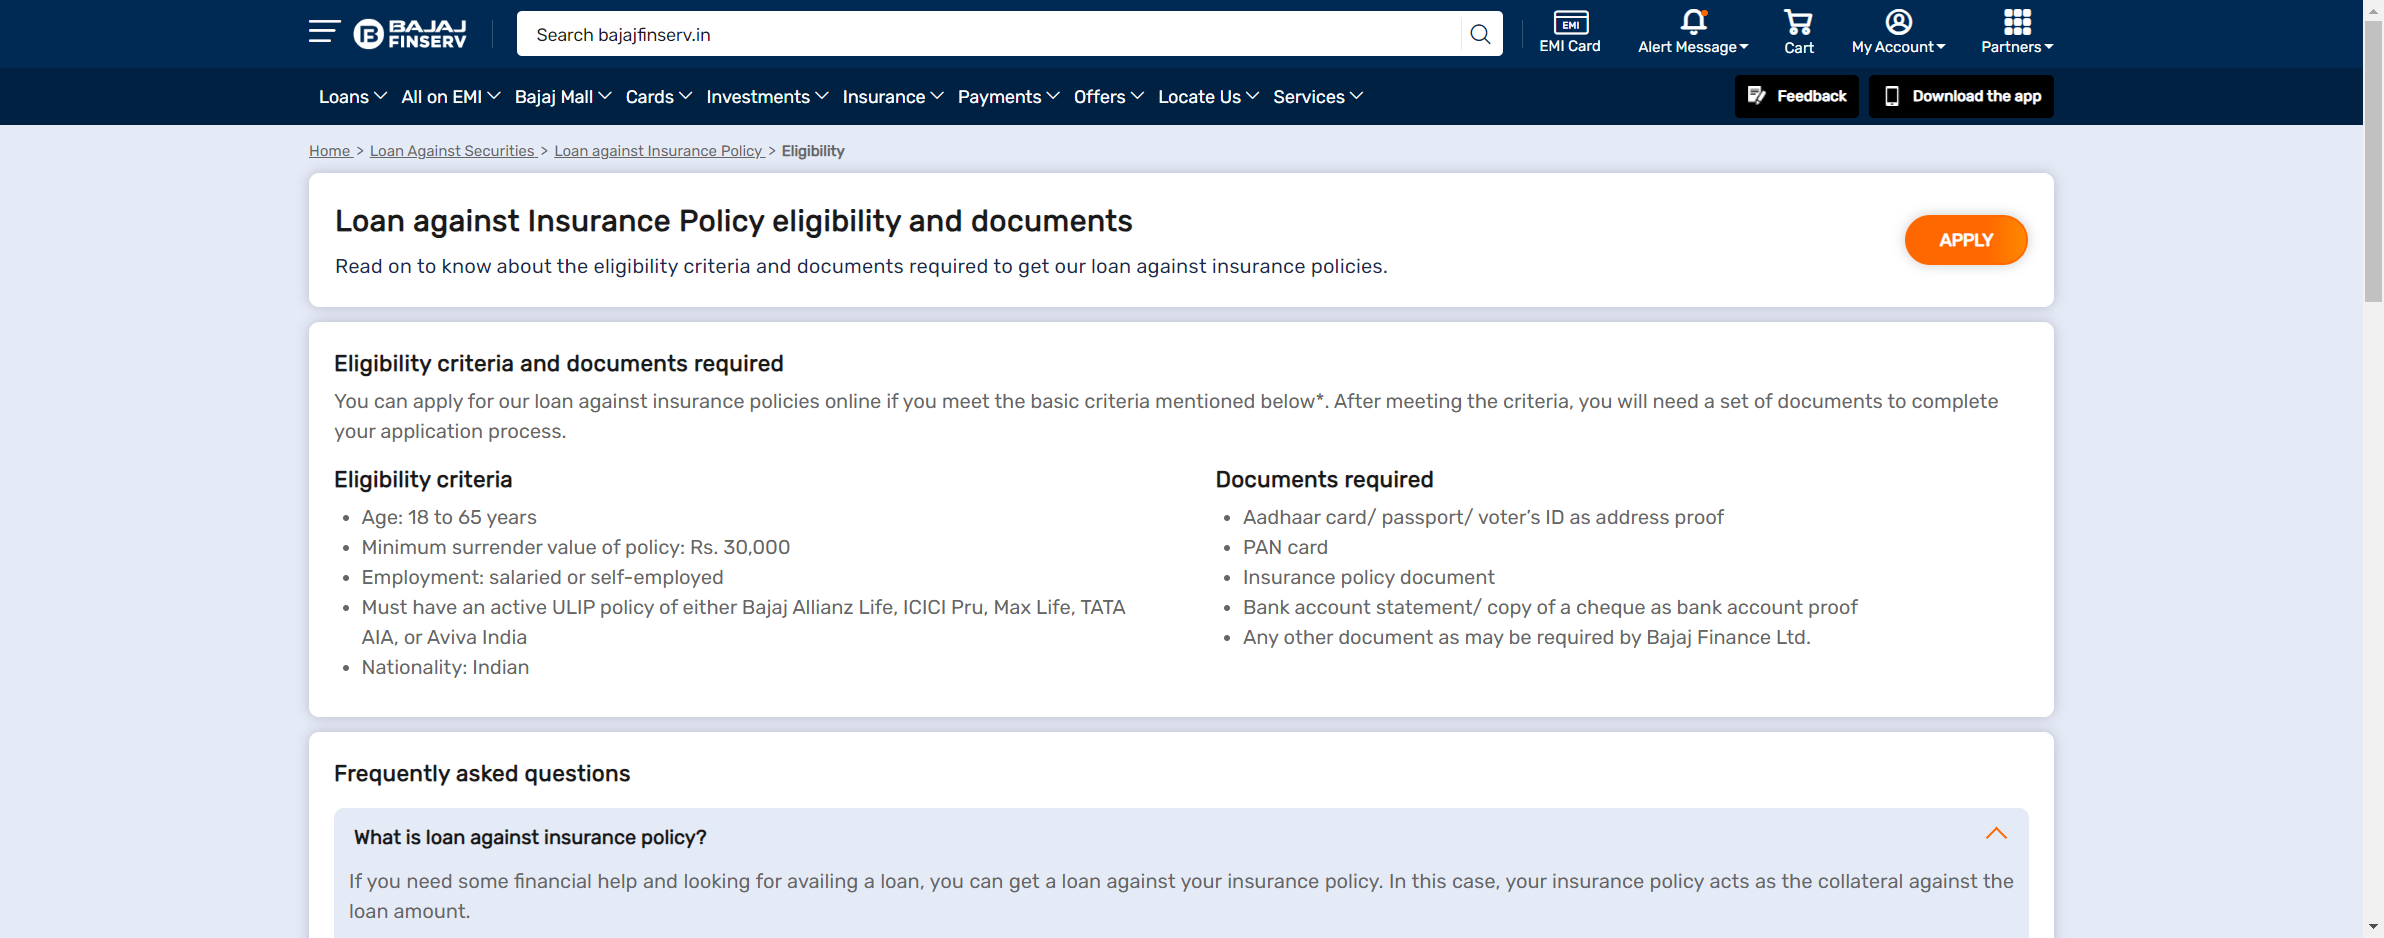 BAJAJ
FINSERV
Search bajajfinserv.in
EMI
EMI Card
Alert Message
Cart
My Account
Partners
Loans All on EMI Bajaj Mall Cards Investments Insurance Payments Offers Locate Us Services
Feedback
Download the app
Home > Loan Against Securities > Loan against Insurance Policy > Eligibility
Loan against Insurance Policy eligibility and documents
Read on to know about the eligibility criteria and documents required to get our loan against insurance policies.
APPLY
Eligibility criteria and documents required
You can apply for our loan against insurance policies online if you meet the basic criteria mentioned below*. After meeting the criteria, you will need a set of documents to complete
your application process.
Eligibility criteria
• Age: 18 to 65 years
• Minimum surrender value of policy: Rs. 30,000
• Employment: salaried or self-employed
• Must have an active ULIP policy of either Bajaj Allianz Life, ICICI Pru, Max Life, TATA
AIA, or Aviva India
• Nationality: Indian
Documents required
• Aadhaar card/ passport/ voter’s ID as address proof
• PAN card
• Insurance policy document
• Bank account statement/ copy of a cheque as bank account proof
• Any other document as may be required by Bajaj Finance Ltd.
Frequently asked questions
What is loan against insurance policy?
If you need some financial help and looking for availing a loan, you can get a loan against your insurance policy. In this case, your insurance policy acts as the collateral against the
loan amount.